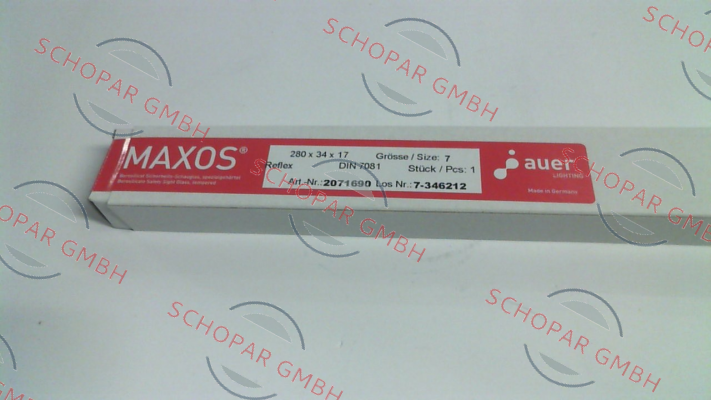 SCHOPAR GMBH
SCHOPAR GMBH
SCHOPAR GMBH
MAXOS®
280 x 34 x 17 Grösse / Size: 7
Reflex DIN 7081 Stück / Pcs: 1
Art.-Nr.: 2071690 Los Nr.: 7-346212
auer
LIGHTING
Made in Germany
SCHOPAR GMBH
SCHOPAR GMBH
SCHOPAR GMBH
SCHOPAR GMBH
SCHOPAR GMBH